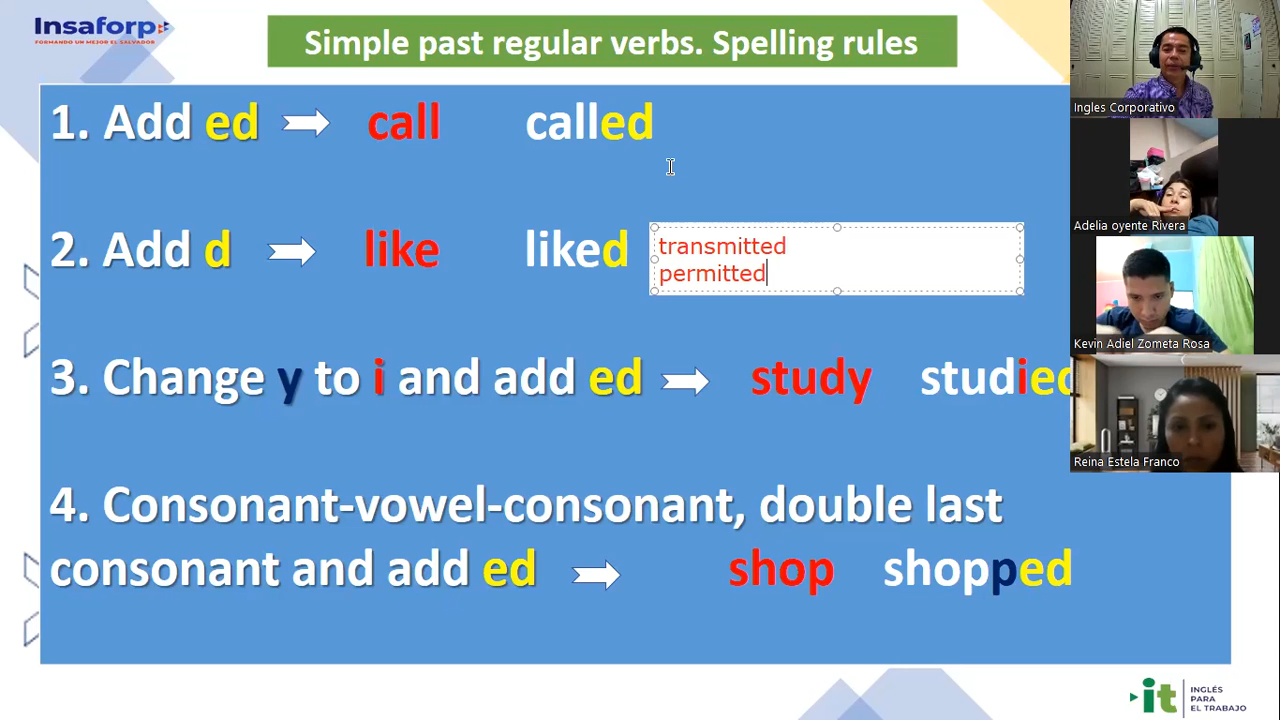 Insaforp
FORMANDO UN MEJOR EL SALVADOR
Simple past regular verbs. Spelling rules
1. Add ed call called
2. Add d like liked
transmitted
permitted
3. Change y to i and add ed study studied
4. Consonant-vowel-consonant, double last
consonant and add ed shop shopped
Ingles Corporativo
Adelia oyente Rivera
Kevin Adiel Zometa Rosa
Reina Estela Franco
it INGLÉS
PARA
EL TRABAJO